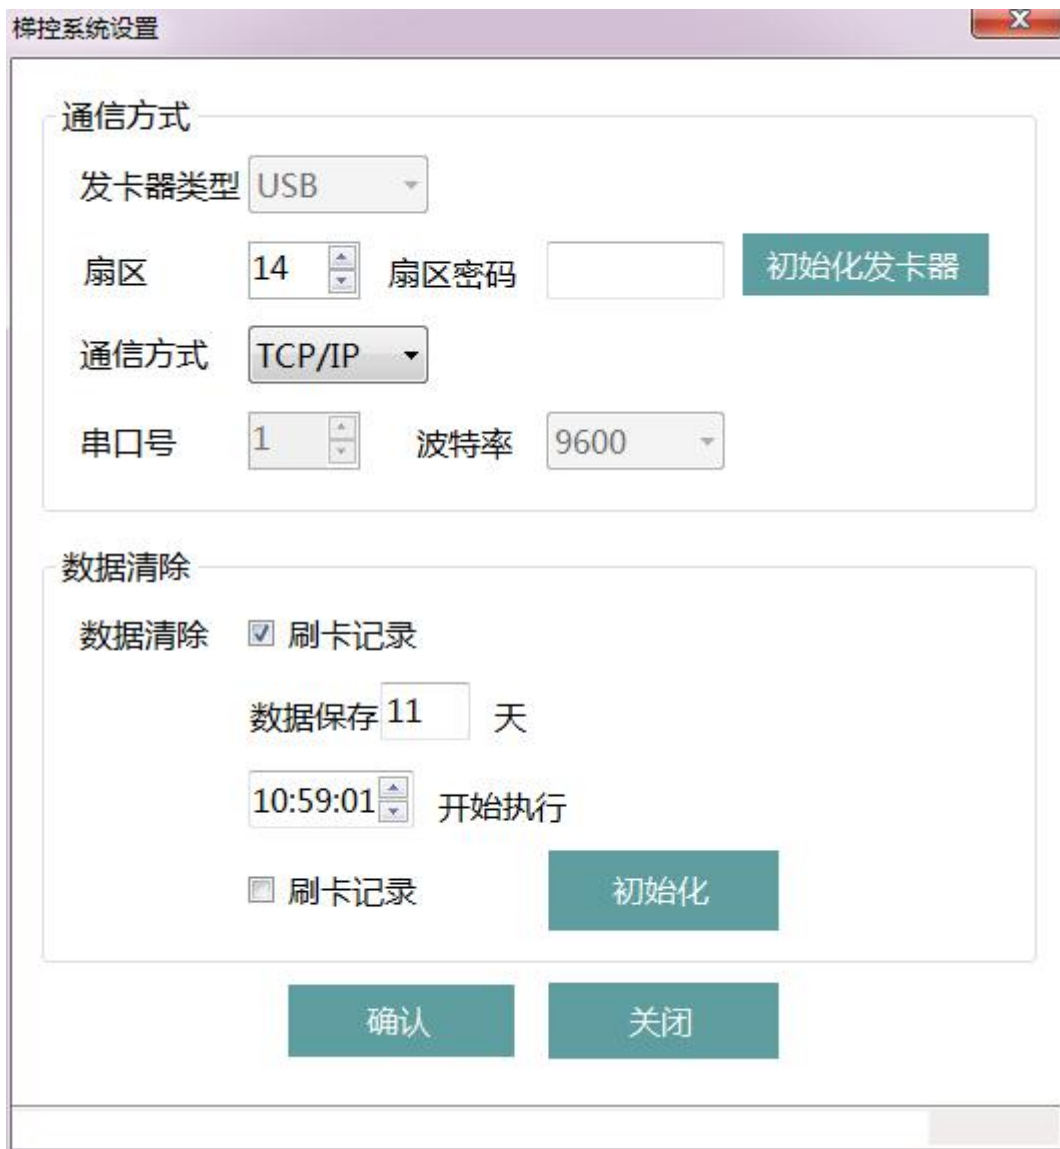 梯控系统设置
通信方式
发卡器类型 USB
扇区 14 扇区密码 初始化发卡器
通信方式 TCP/IP
串口号 1 波特率 9600
数据清除
数据清除 刷卡记录
数据保存 11 天
10:59:01 开始执行
刷卡记录 初始化
确认 关闭